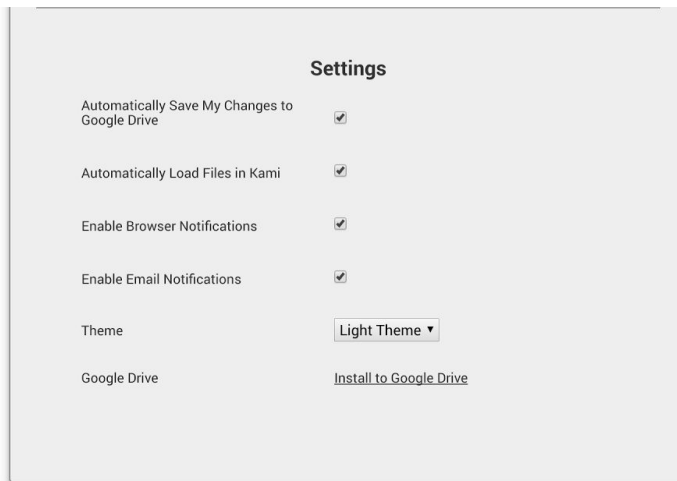 Settings
Automatically Save My Changes to
Google Drive
Automatically Load Files in Kami
Enable Browser Notifications
Enable Email Notifications
Theme
Light Theme
Google Drive
Install to Google Drive